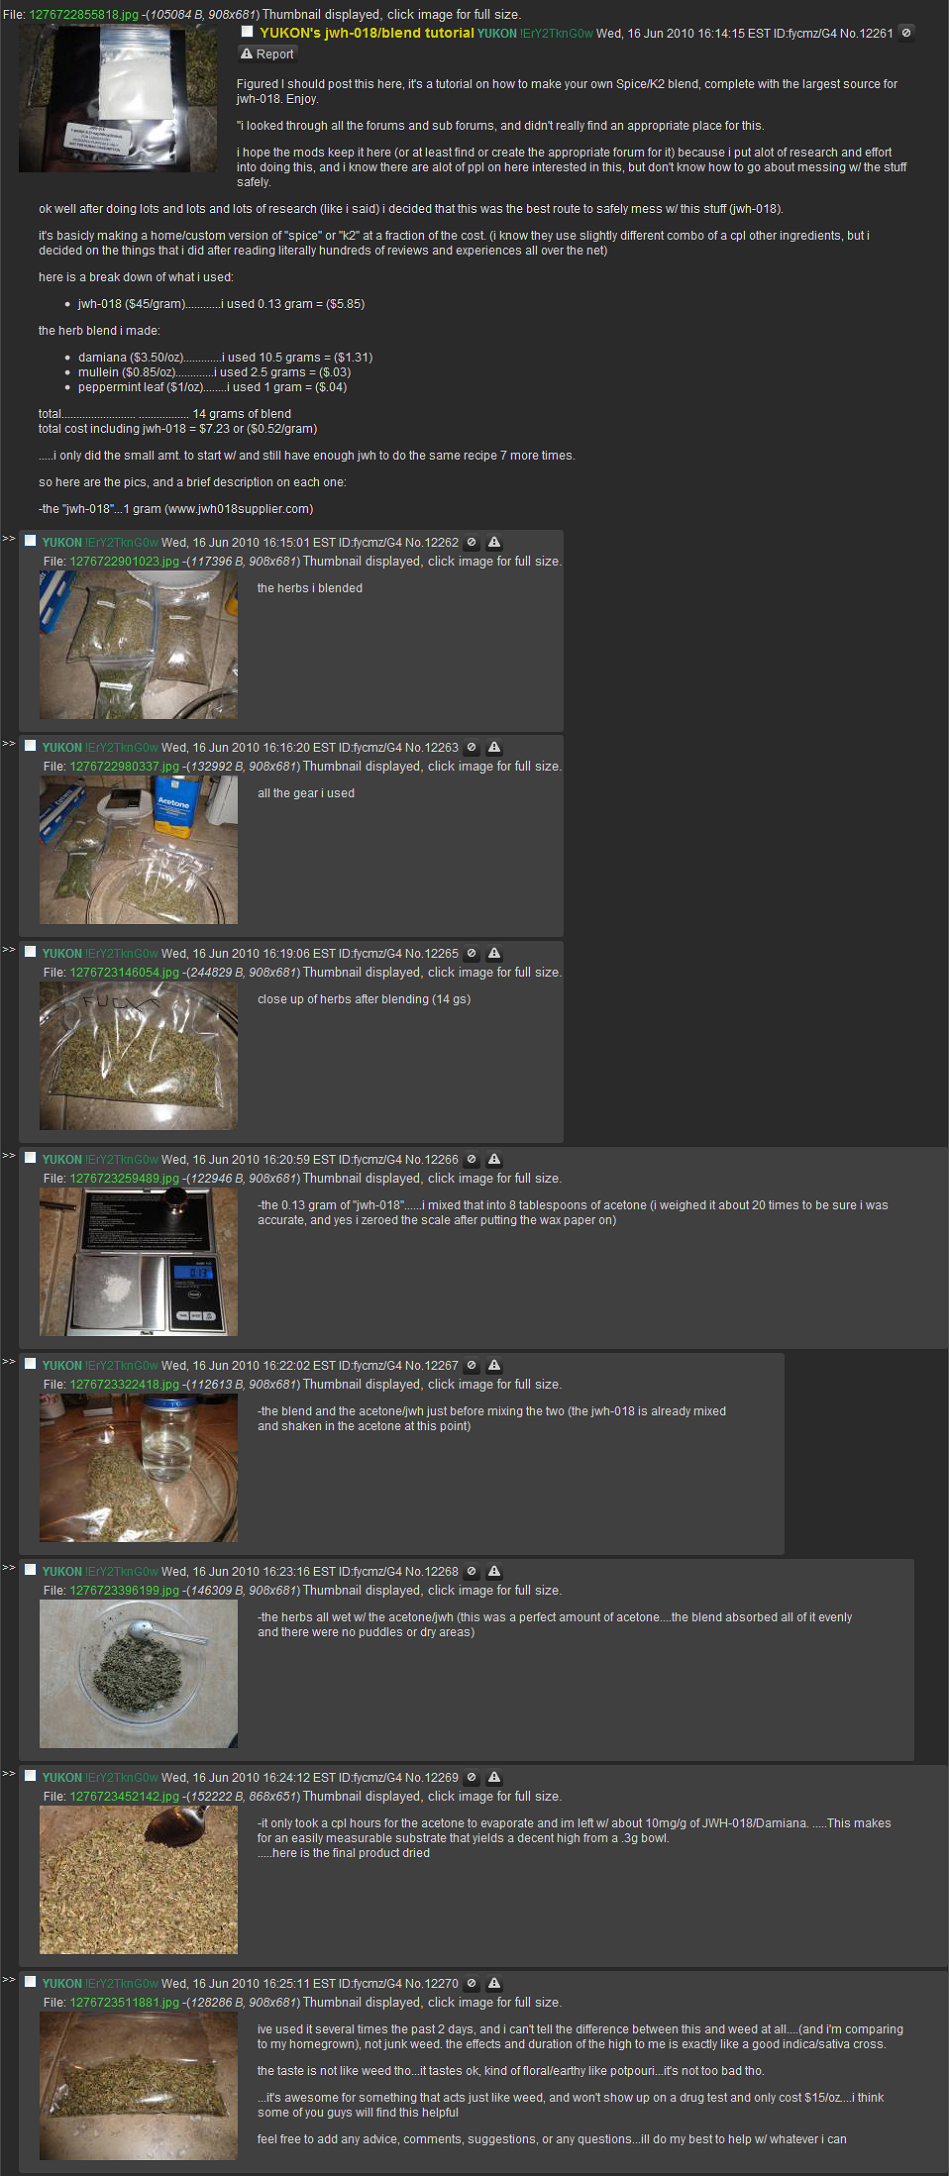 File: 1276722855818.jpg -(105084 B, 908x681) Thumbnail displayed, click image for full size.
YUKON's jwh-018/blend tutorial YUKON !ErY2TknG0w Wed, 16 Jun 2010 16:14:15 EST ID:fycmz/G4 No.12261
Report
Figured I should post this here, it's a tutorial on how to make your own Spice/K2 blend, complete with the largest source for
jwh-018. Enjoy.
"i looked through all the forums and sub forums, and didn't really find an appropriate place for this.
i hope the mods keep it here (or at least find or create the appropriate forum for it) because i put alot of research and effort
into doing this, and i know there are alot of ppl on here interested in this, but don't know how to go about messing w/ the stuff
safely.
ok well after doing lots and lots and lots of research (like i said) i decided that this was the best route to safely mess w/ this stuff (jwh-018).
it's basicly making a home/custom version of "spice" or "k2" at a fraction of the cost. (i know they use slightly different combo of a cpl other ingredients, but i
decided on the things that i did after reading literally hundreds of reviews and experiences all over the net)
here is a break down of what i used:
• jwh-018 ($45/gram)............i used 0.13 gram = ($5.85)
the herb blend i made:
• damiana ($3.50/oz).............i used 10.5 grams = ($1.31)
• mullein ($0.85/oz).............i used 2.5 grams = ($.03)
• peppermint leaf ($1/oz)........i used 1 gram = ($.04)
total......................... ................. 14 grams of blend
total cost including jwh-018 = $7.23 or ($0.52/gram)
.....i only did the small amt. to start w/ and still have enough jwh to do the same recipe 7 more times.
so here are the pics, and a brief description on each one:
-the "jwh-018"...1 gram (www.jwh018supplier.com)
>> YUKON !ErY2TknG0w Wed, 16 Jun 2010 16:15:01 EST ID:fycmz/G4 No.12262
File: 1276722901023.jpg -(117396 B, 908x681) Thumbnail displayed, click image for full size.
the herbs i blended
>> YUKON !ErY2TknG0w Wed, 16 Jun 2010 16:16:20 EST ID:fycmz/G4 No.12263
File: 1276722980337.jpg -(132992 B, 908x681) Thumbnail displayed, click image for full size.
Acetone
all the gear i used
>> YUKON !ErY2TknG0w Wed, 16 Jun 2010 16:19:06 EST ID:fycmz/G4 No.12265
File: 1276723146054.jpg -(244829 B, 908x681) Thumbnail displayed, click image for full size.
close up of herbs after blending (14 gs)
>> YUKON !ErY2TknG0w Wed, 16 Jun 2010 16:20:59 EST ID:fycmz/G4 No.12266
File: 1276723259489.jpg -(122946 B, 908x681) Thumbnail displayed, click image for full size.
-the 0.13 gram of "jwh-018"......i mixed that into 8 tablespoons of acetone (i weighed it about 20 times to be sure i was
accurate, and yes i zeroed the scale after putting the wax paper on)
0.13
>> YUKON !ErY2TknG0w Wed, 16 Jun 2010 16:22:02 EST ID:fycmz/G4 No.12267
File: 1276723322418.jpg -(112613 B, 908x681) Thumbnail displayed, click image for full size.
-the blend and the acetone/jwh just before mixing the two (the jwh-018 is already mixed
and shaken in the acetone at this point)
>> YUKON !ErY2TknG0w Wed, 16 Jun 2010 16:23:16 EST ID:fycmz/G4 No.12268
File: 1276723396199.jpg -(146309 B, 908x681) Thumbnail displayed, click image for full size.
-the herbs all wet w/ the acetone/jwh (this was a perfect amount of acetone....the blend absorbed all of it evenly
and there were no puddles or dry areas)
>> YUKON !ErY2TknG0w Wed, 16 Jun 2010 16:24:12 EST ID:fycmz/G4 No.12269
File: 1276723452142.jpg -(152222 B, 868x651) Thumbnail displayed, click image for full size.
-it only took a cpl hours for the acetone to evaporate and im left w/ about 10mg/g of JWH-018/Damiana. .....This makes
for an easily measurable substrate that yields a decent high from a .3g bowl.
.....here is the final product dried
>> YUKON !ErY2TknG0w Wed, 16 Jun 2010 16:25:11 EST ID:fycmz/G4 No.12270
File: 1276723511881.jpg -(128286 B, 908x681) Thumbnail displayed, click image for full size.
ive used it several times the past 2 days, and i can't tell the difference between this and weed at all....(and i'm comparing
to my homegrown), not junk weed. the effects and duration of the high to me is exactly like a good indica/sativa cross.
the taste is not like weed tho...it tastes ok, kind of floral/earthy like potpouri...it's not too bad tho.
...it's awesome for something that acts just like weed, and won't show up on a drug test and only cost $15/oz....i think
some of you guys will find this helpful
feel free to add any advice, comments, suggestions, or any questions...ill do my best to help w/ whatever i can